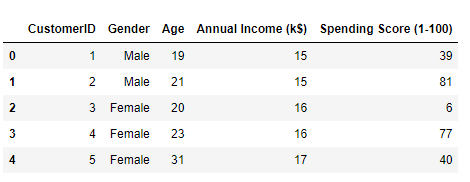 CustomerID Gender Age Annual Income (k$) Spending Score (1-100)
0 1 Male 19 15 39
1 2 Male 21 15 81
2 3 Female 20 16 6
3 4 Female 23 16 77
4 5 Female 31 17 40